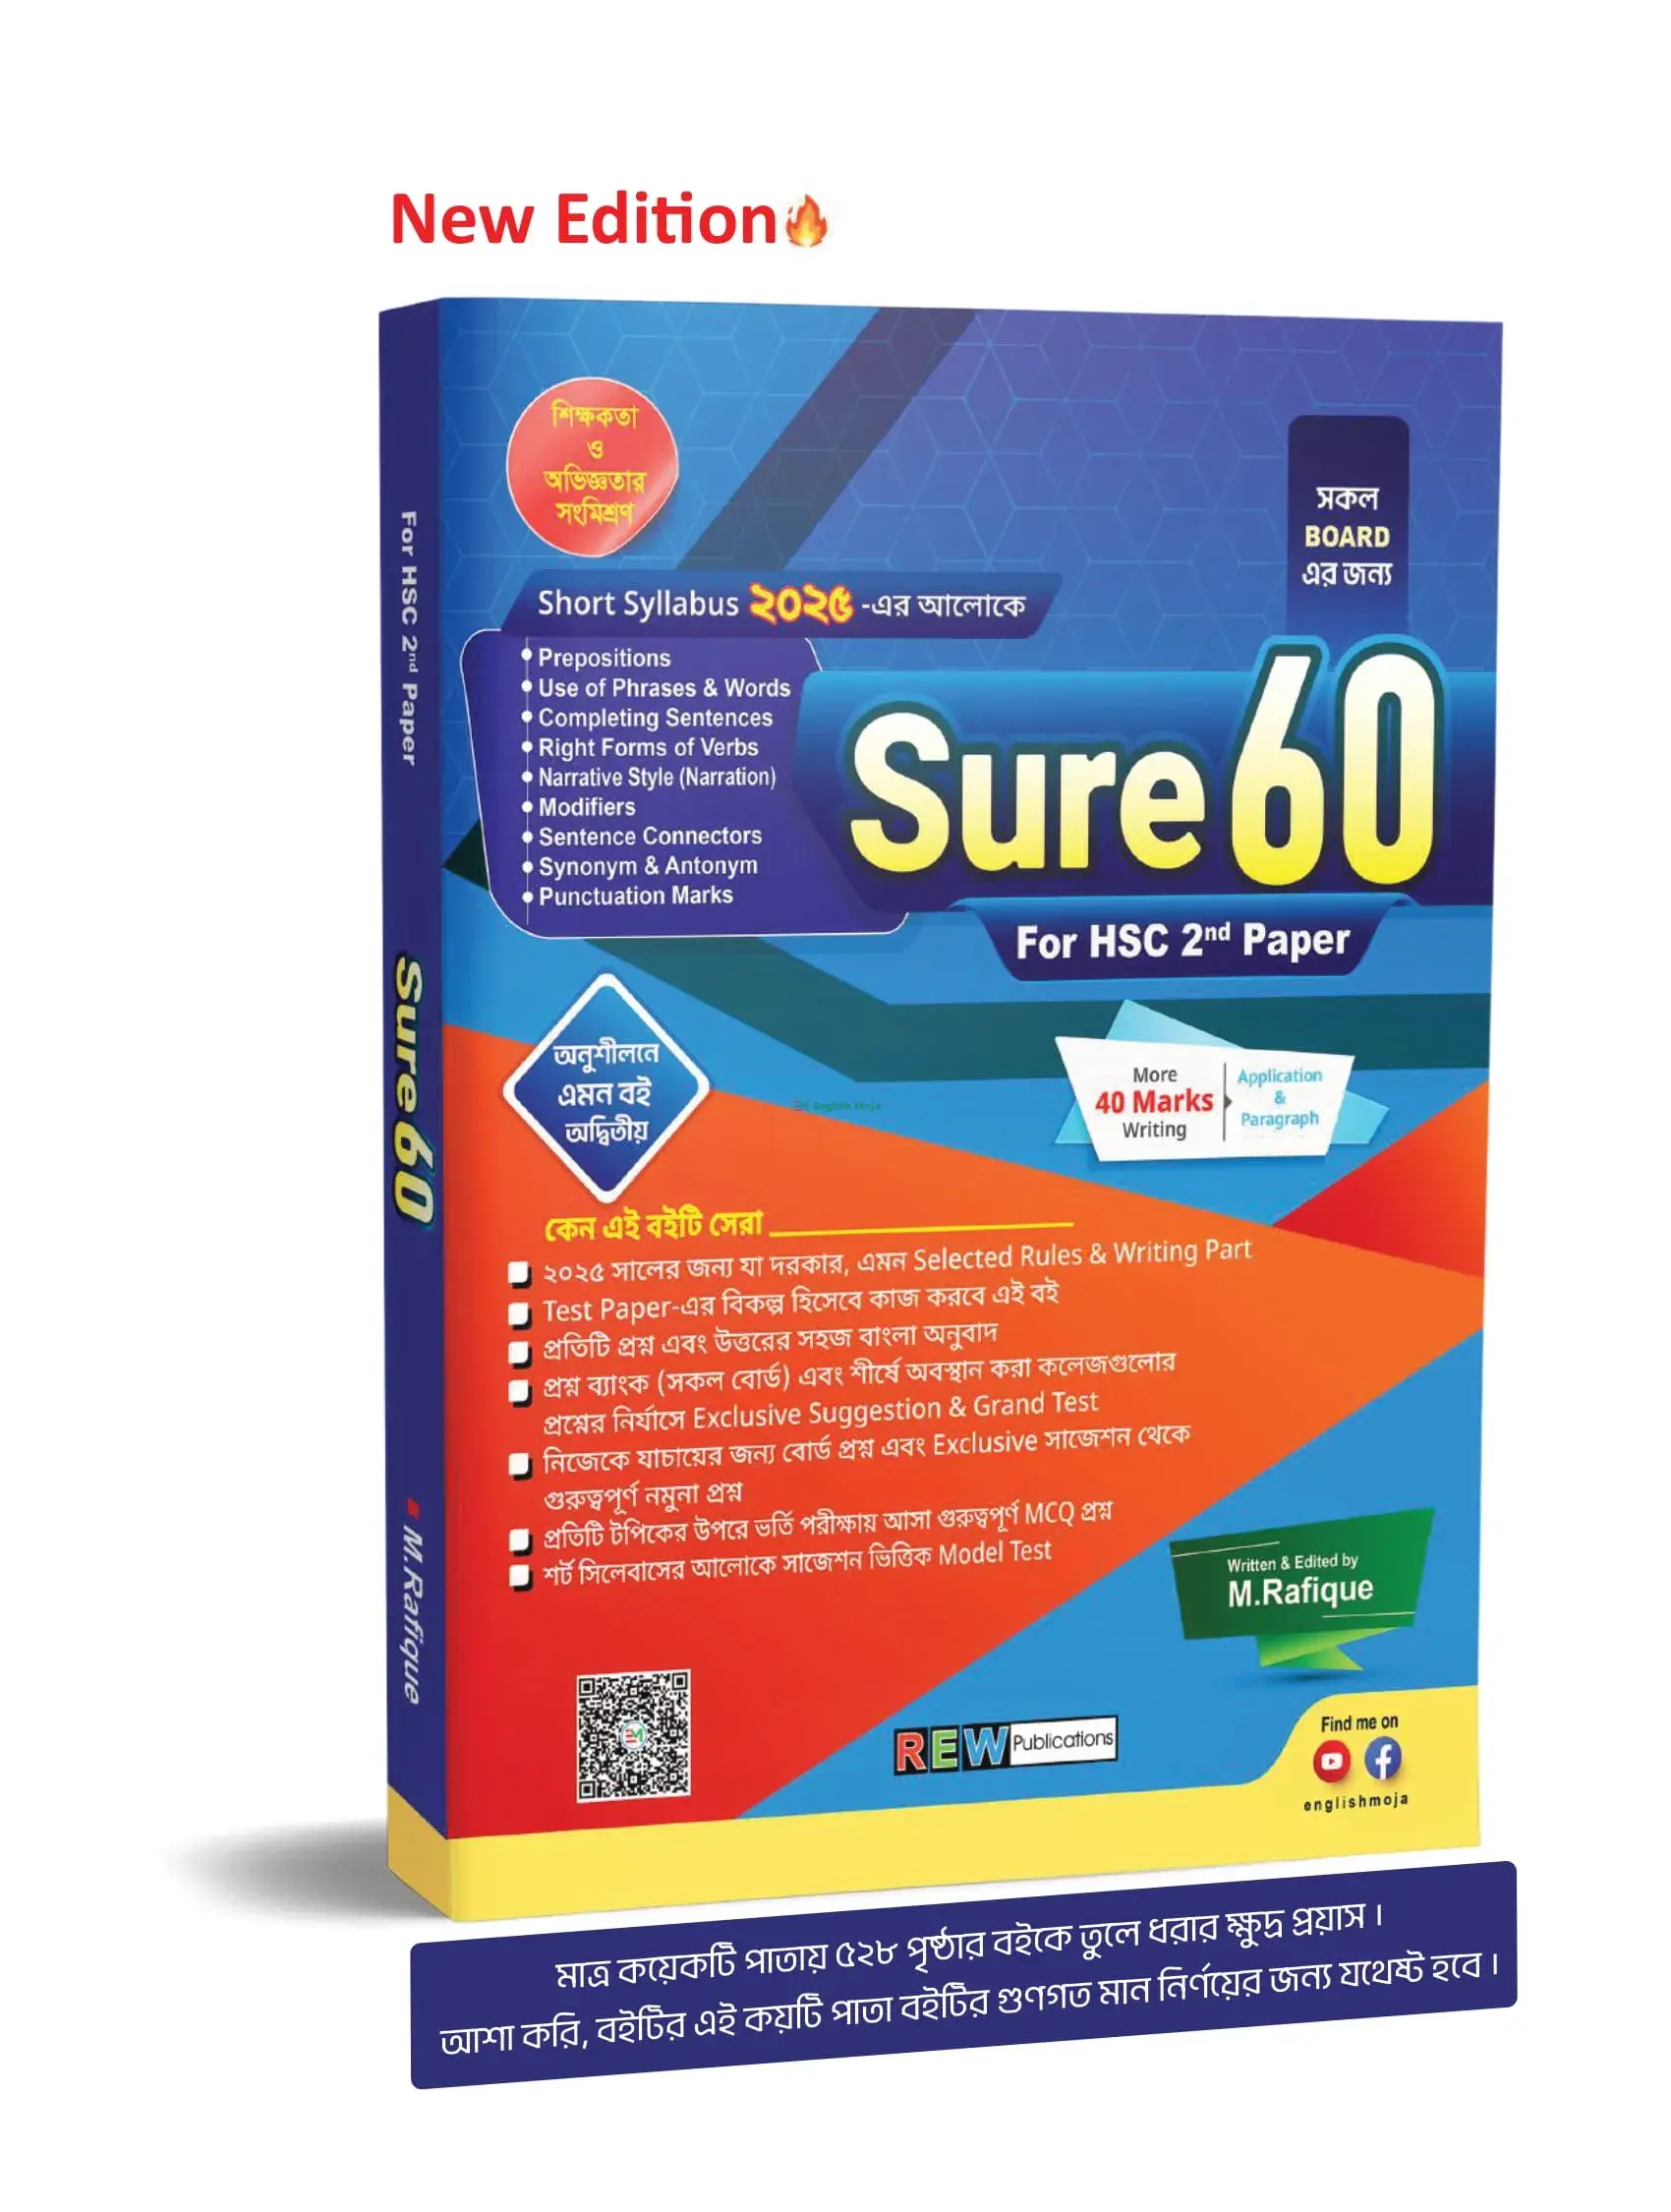 New Edition🔥
শিক্ষকতা
ও
অভিজ্ঞতার
সংমিশ্রণ
সকল
BOARD
এর জন্য
Short Syllabus ২০২৫ -এর আলোকে
• Prepositions
• Use of Phrases & Words
• Completing Sentences
• Right Forms of Verbs
• Narrative Style (Narration)
• Modifiers
• Sentence Connectors
• Synonym & Antonym
• Punctuation Marks
Sure 60
For HSC 2nd Paper
অনুশীলনে
এমন বই
অদ্বিতীয়
More
40 Marks
Writing
Application
&
Paragraph
English Moja
কেন এই বইটি সেরা
২০২৫ সালের জন্য যা দরকার, এমন Selected Rules & Writing Part
Test Paper-এর বিকল্প হিসেবে কাজ করবে এই বই
প্রতিটি প্রশ্ন এবং উত্তরের সহজ বাংলা অনুবাদ
প্রশ্ন ব্যাংক (সকল বোর্ড) এবং শীর্ষে অবস্থান করা কলেজগুলোর
প্রশ্নের নির্যাসে Exclusive Suggestion & Grand Test
নিজেকে যাচায়ের জন্য বোর্ড প্রশ্ন এবং Exclusive সাজেশন থেকে
গুরুত্বপূর্ণ নমুনা প্রশ্ন
প্রতিটি টপিকের উপরে ভর্তি পরীক্ষায় আসা গুরুত্বপূর্ণ MCQ প্রশ্ন
শর্ট সিলেবাসের আলোকে সাজেশন ভিত্তিক Model Test
Written & Edited by
M.Rafique
REW Publications
Find me on
englishmoja
For HSC 2nd Paper
Sure 60
M.Rafique
মাত্র কয়েকটি পাতায় ৫২৮ পৃষ্ঠার বইকে তুলে ধরার ক্ষুদ্র প্রয়াস ।
আশা করি, বইটির এই কয়টি পাতা বইটির গুণগত মান নির্ণয়ের জন্য যথেষ্ট হবে ।